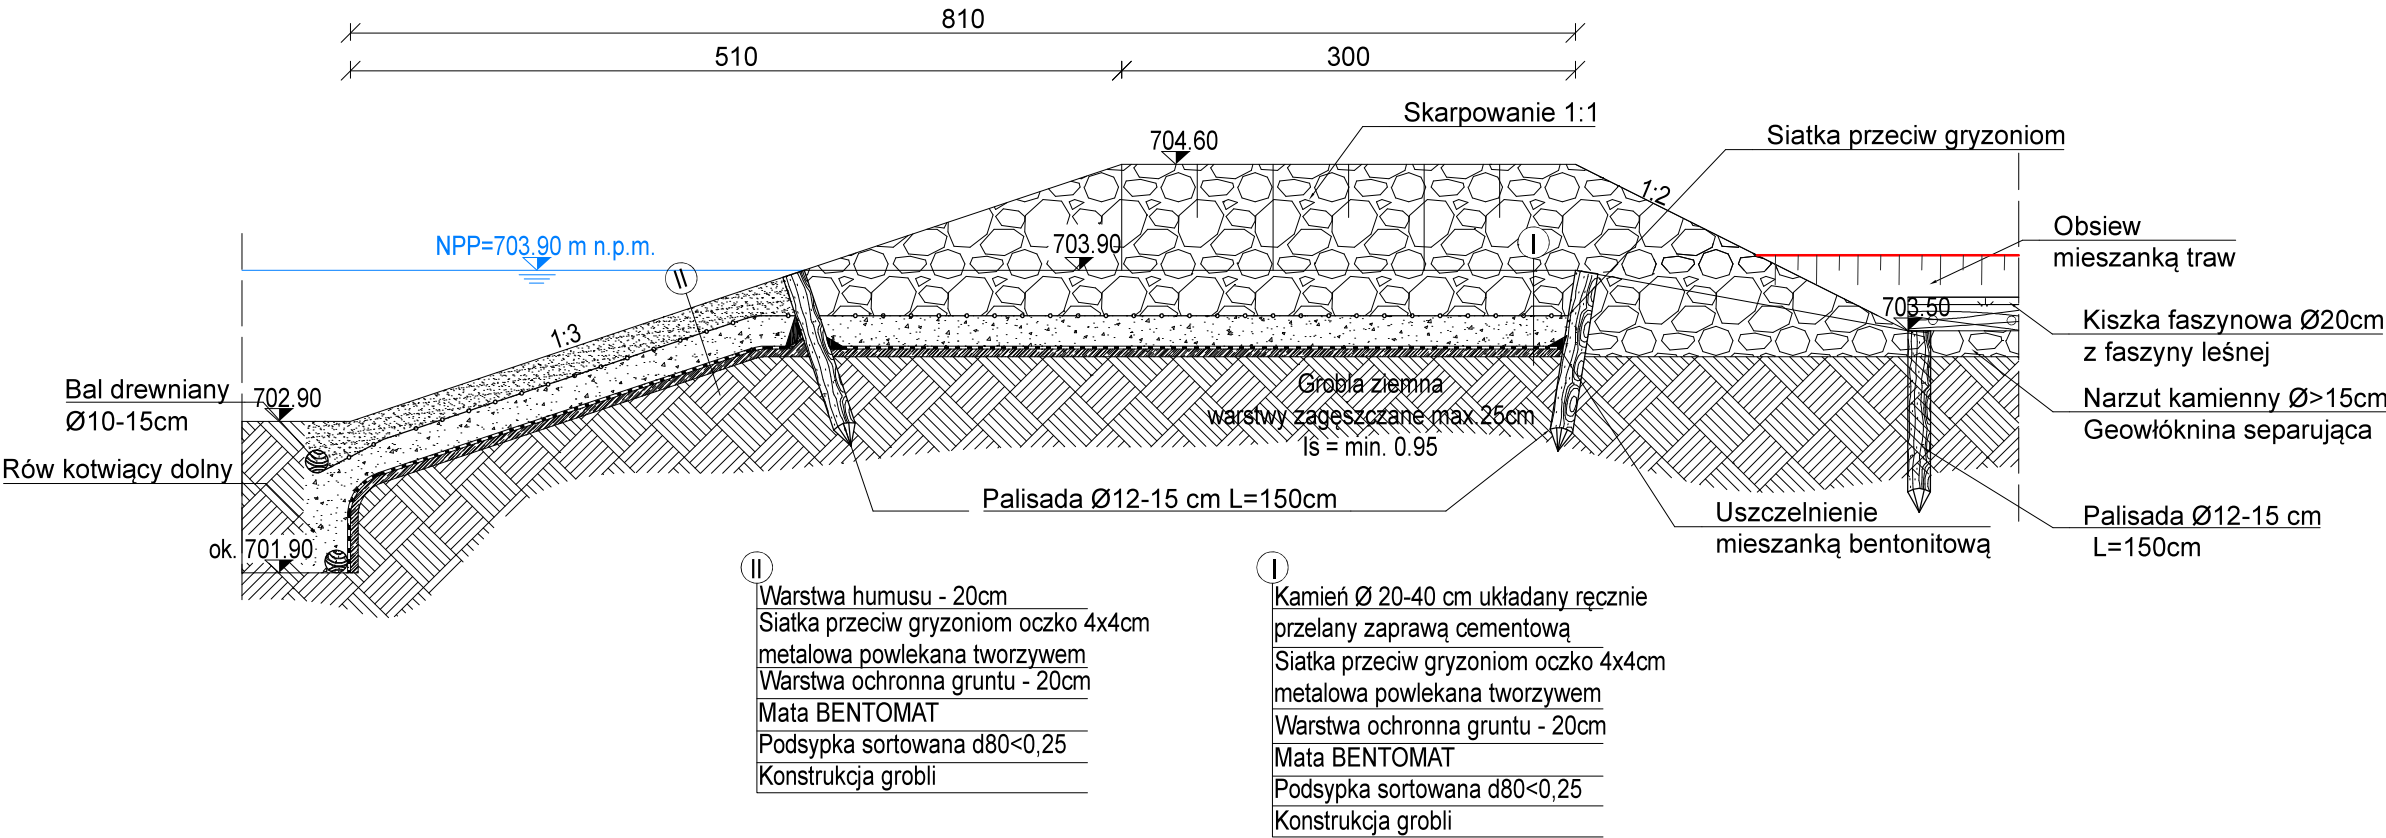 810
510
300
Skarpowanie 1:1
704.60
Siatka przeciw gryzoniom
1:2
NPP=703.90 m n.p.m.
703.90
I
II
Obsiew
mieszanką traw
703.50
1:3
Kiszka faszynowa Ø20cm
z faszyny leśnej
Bal drewniany
Ø10-15cm
702.90
Grobla ziemna
warstwy zagęszczane max.25cm
Is = min. 0.95
Narzut kamienny Ø>15cm
Geowłóknina separująca
Rów kotwiący dolny
Palisada Ø12-15 cm L=150cm
Uszczelnienie
mieszanką bentonitową
Palisada Ø12-15 cm
L=150cm
ok. 701.90
II
Warstwa humusu - 20cm
Siatka przeciw gryzoniom oczko 4x4cm
metalowa powlekana tworzywem
Warstwa ochronna gruntu - 20cm
Mata BENTOMAT
Podsypka sortowana d80<0,25
Konstrukcja grobli
I
Kamień Ø 20-40 cm układany ręcznie
przelany zaprawą cementową
Siatka przeciw gryzoniom oczko 4x4cm
metalowa powlekana tworzywem
Warstwa ochronna gruntu - 20cm
Mata BENTOMAT
Podsypka sortowana d80<0,25
Konstrukcja grobli